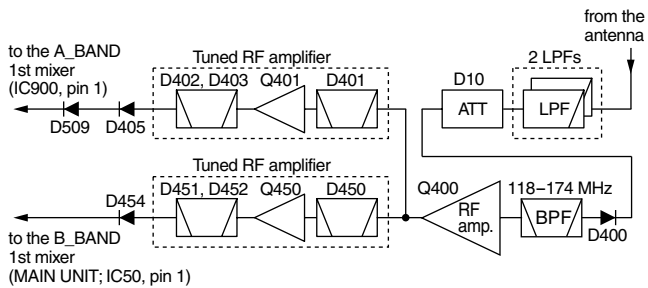 from the
antenna
to the A_BAND
1st mixer
(IC900, pin 1)
Tuned RF amplifier
2 LPFs
D402, D403
Q401
D401
D10
ATT
LPF
D509
D405
Tuned RF amplifier
D451, D452
Q450
D450
Q400
118–174 MHz
D454
RF
amp.
BPF
D400
to the B_BAND
1st mixer
(MAIN UNIT; IC50, pin 1)